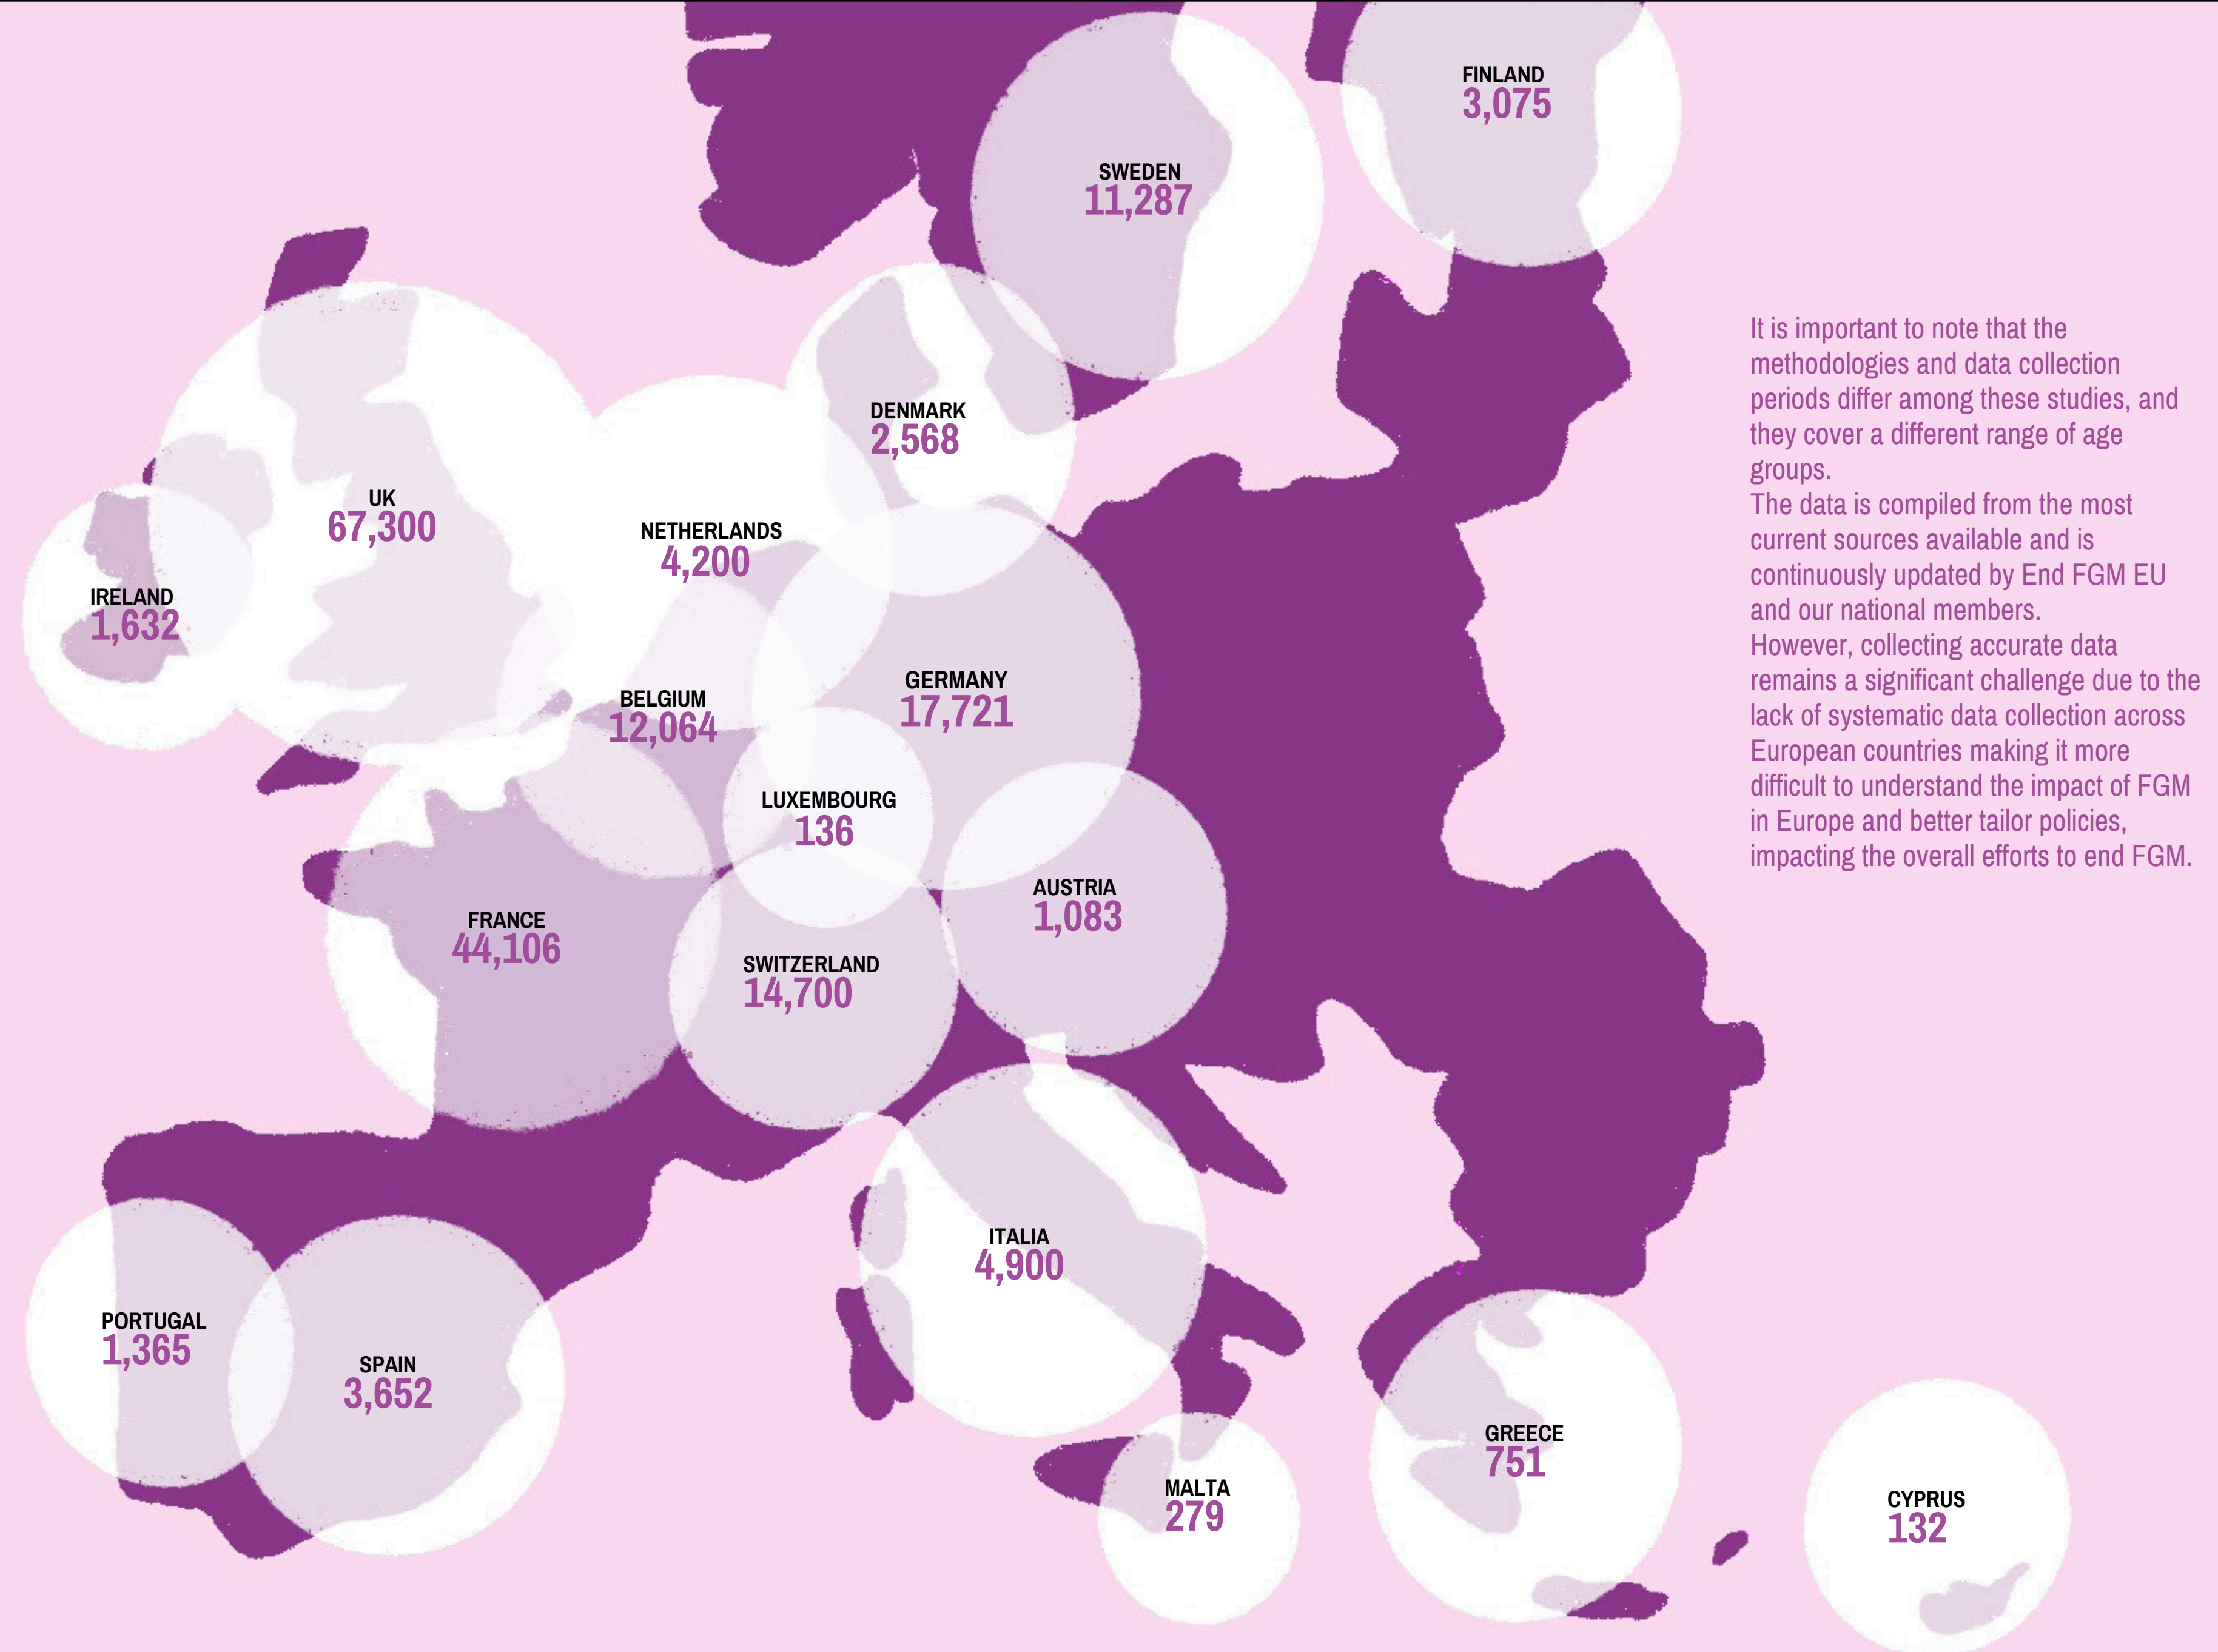 FINLAND
3,075
SWEDEN
11,287
DENMARK
2,568
UK
67,300
NETHERLANDS
4,200
IRELAND
1,632
BELGIUM
12,064
GERMANY
17,721
LUXEMBOURG
136
AUSTRIA
1,083
FRANCE
44,106
SWITZERLAND
14,700
ITALIA
4,900
PORTUGAL
1,365
SPAIN
3,652
GREECE
751
MALTA
279
CYPRUS
132
It is important to note that the
methodologies and data collection
periods differ among these studies, and
they cover a different range of age
groups.
The data is compiled from the most
current sources available and is
continuously updated by End FGM EU
and our national members.
However, collecting accurate data
remains a significant challenge due to the
lack of systematic data collection across
European countries making it more
difficult to understand the impact of FGM
in Europe and better tailor policies,
impacting the overall efforts to end FGM.